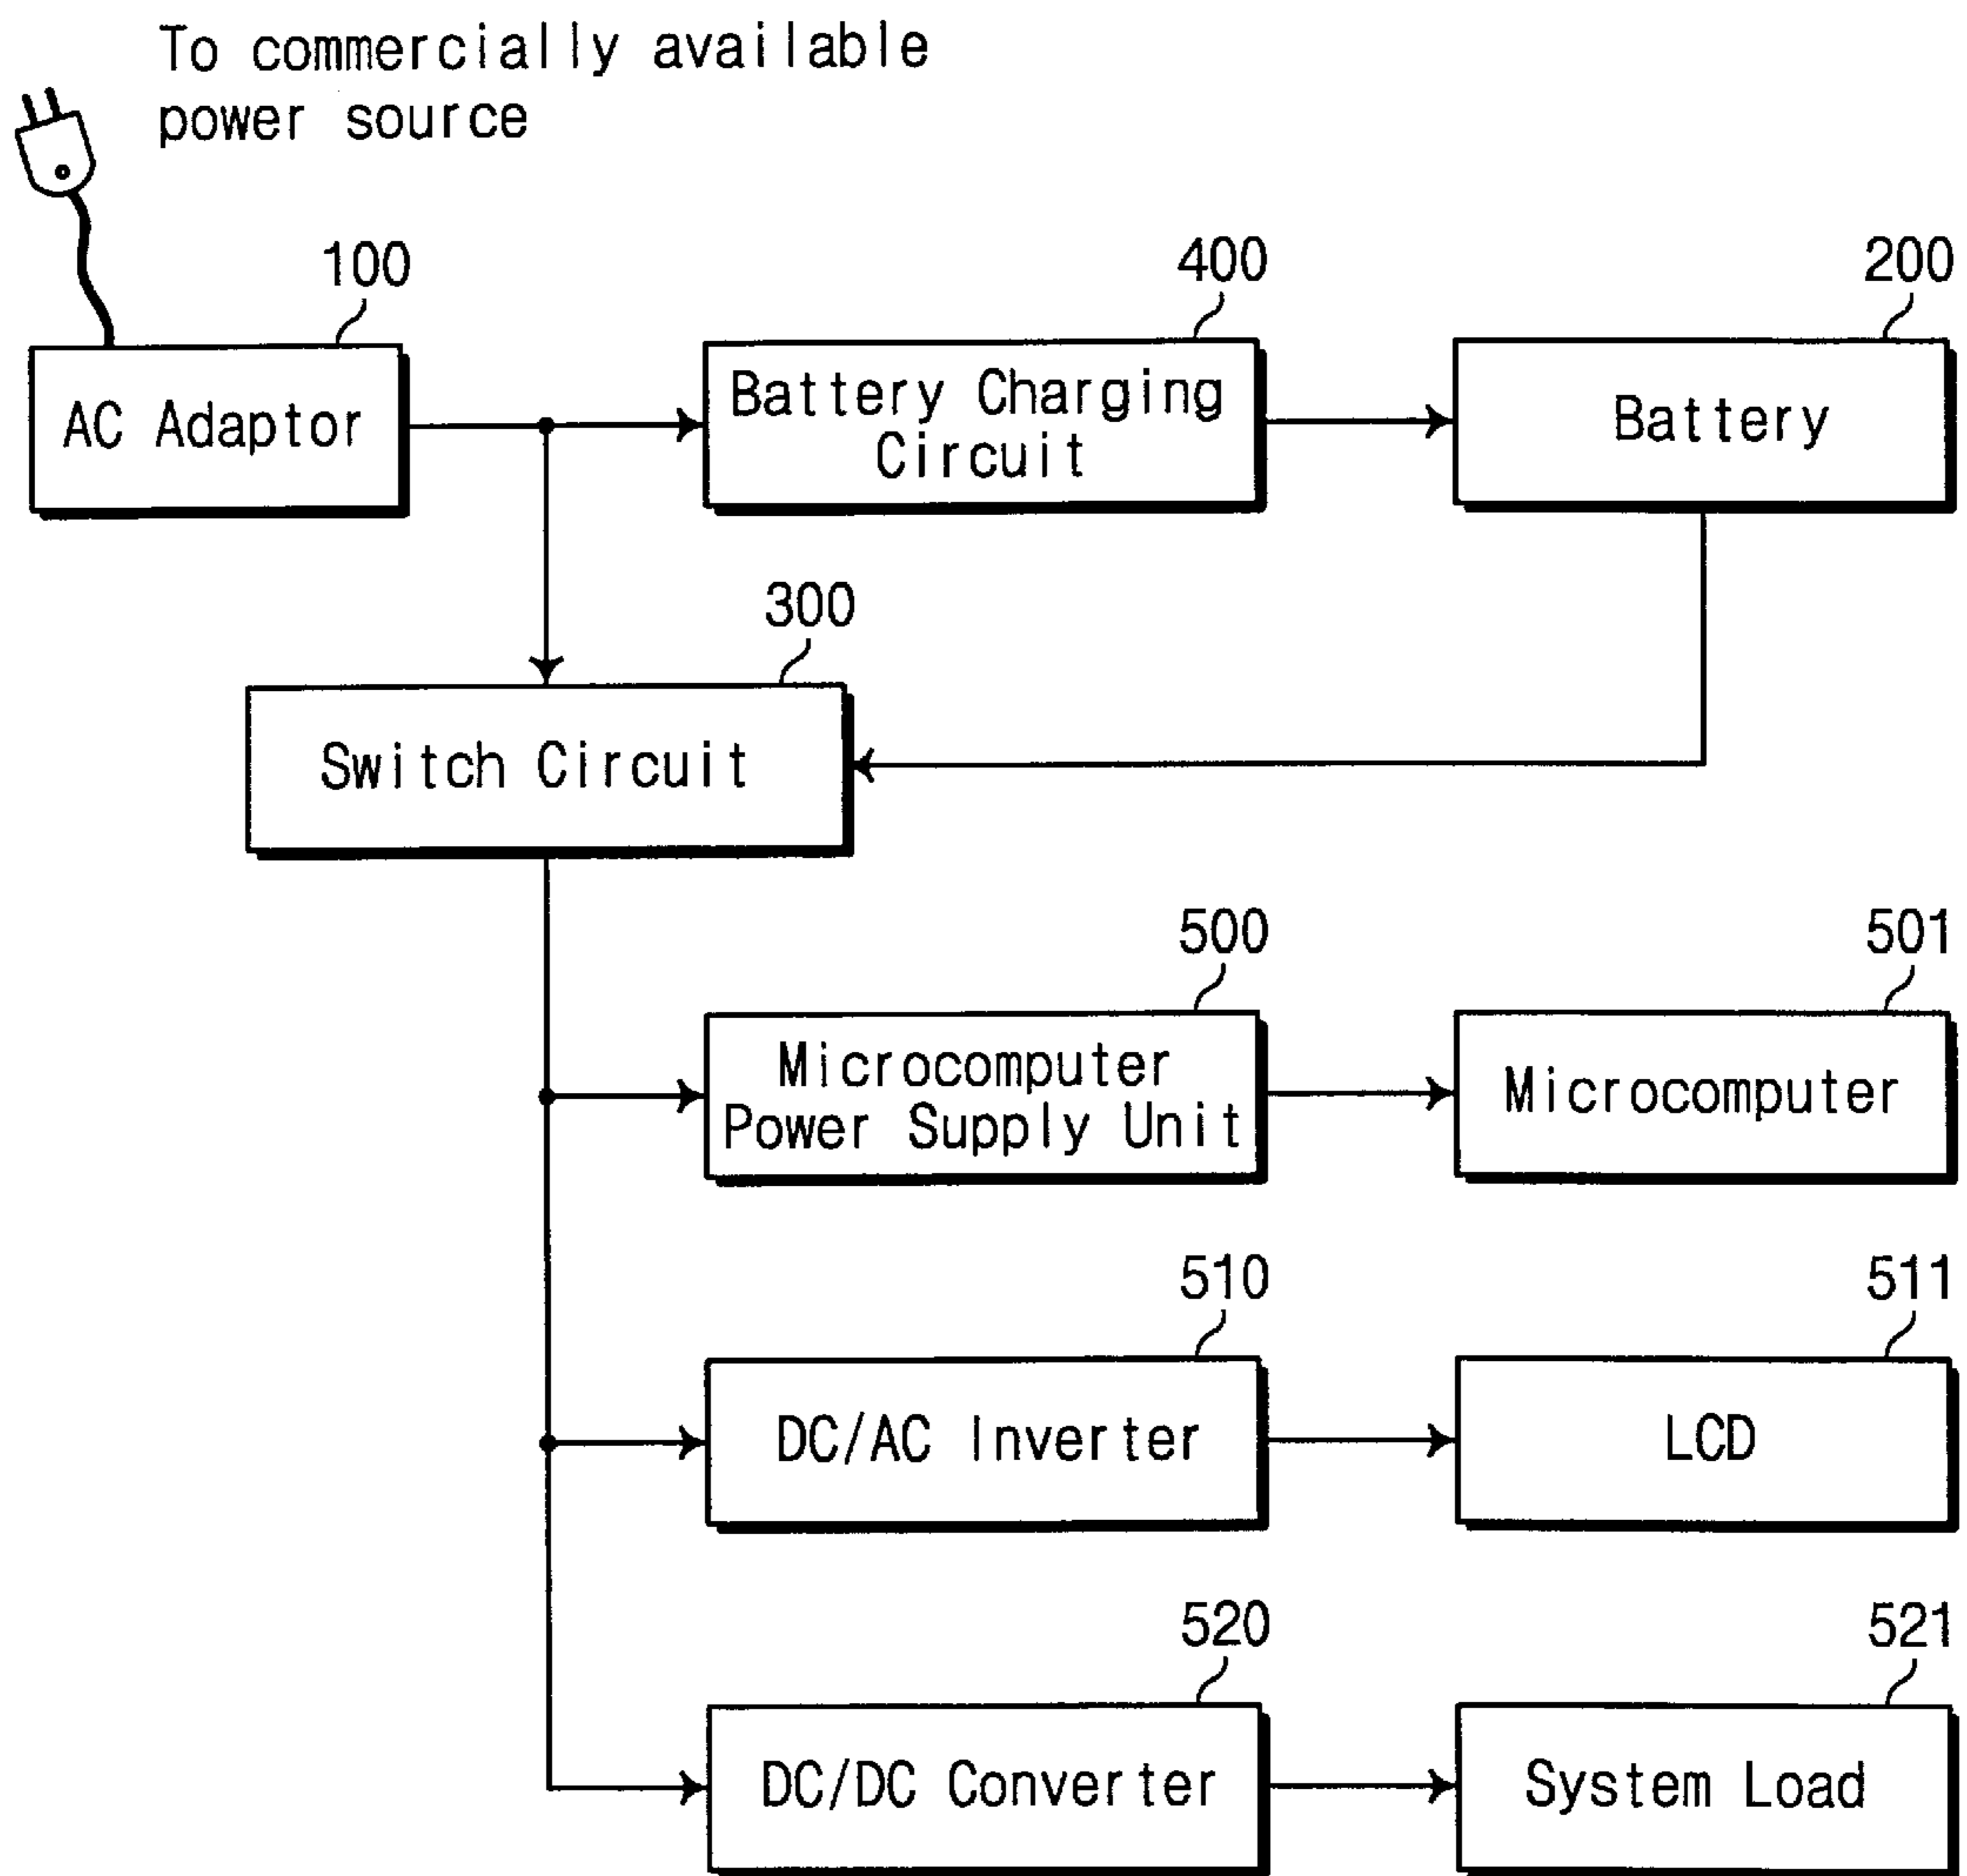 To commercially available
power source
100
400
200
AC Adaptor
Battery Charging
Circuit
Battery
300
Switch Circuit
500
501
Microcomputer
Power Supply Unit
Microcomputer
510
511
DC/AC Inverter
LCD
520
521
DC/DC Converter
System Load